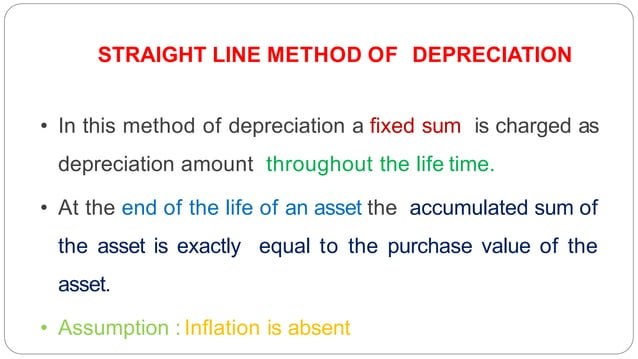 STRAIGHT LINE METHOD OF DEPRECIATION
• In this method of depreciation a fixed sum is charged as
depreciation amount throughout the life time.
• At the end of the life of an asset the accumulated sum of
the asset is exactly equal to the purchase value of the
asset.
• Assumption : Inflation is absent